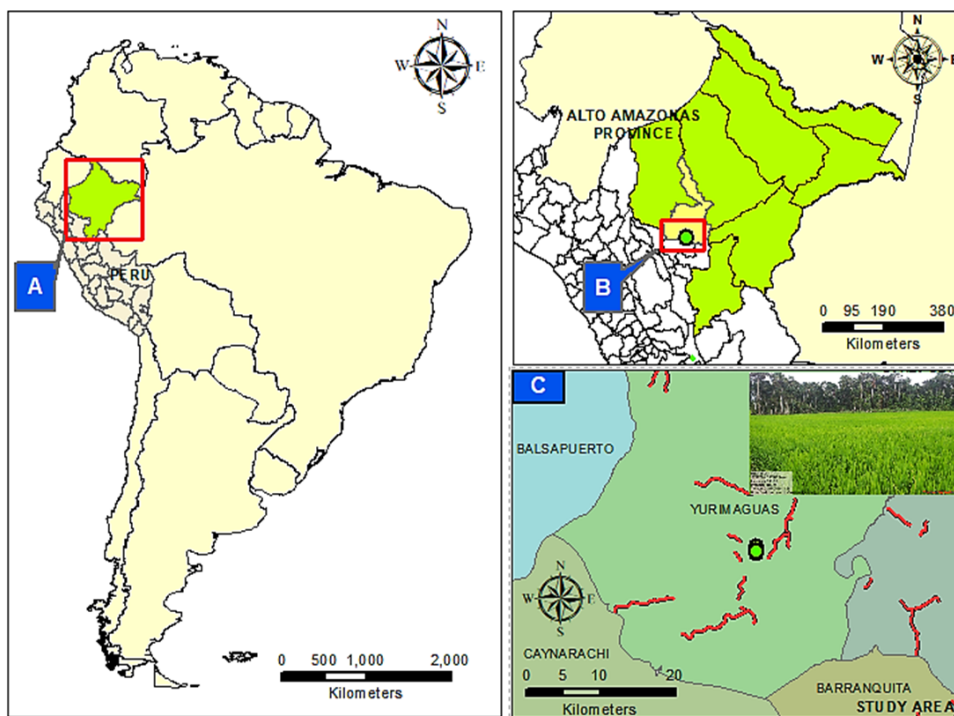 N
W E
S
A
PERU
0 500 1,000 2,000
Kilometers
N
W E
S
ALTO AMAZONAS
PROVINCE
B
0 95 190 380
Kilometers
C
BALSAPUERTO
YURIMAGUAS
N
W E
S
CAYNARACHI
0 5 10 20
Kilometers
BARRANQUITA
STUDY AREA